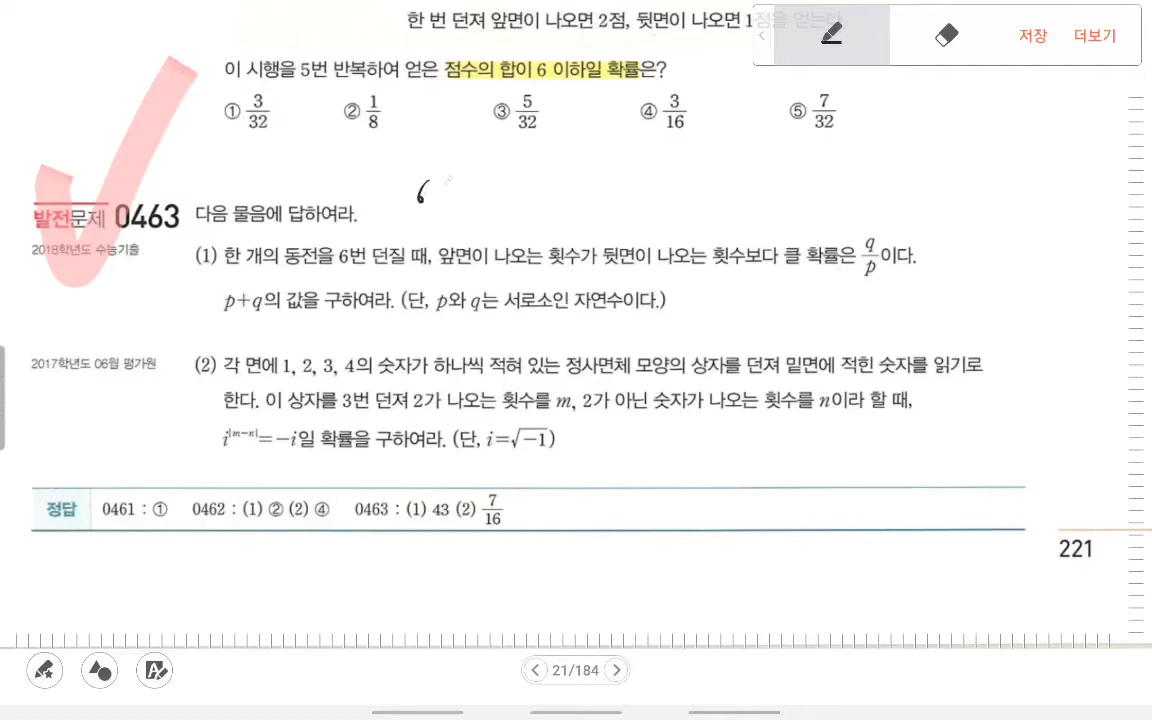 한 번 던져 앞면이 나오면 2점, 뒷면이 나오면 1점을 얻는다.
저장 더보기
이 시행을 5번 반복하여 얻은 점수의 합이 6 이하일 확률은?
① 3/32 ② 1/8 ③ 5/32 ④ 3/16 ⑤ 7/32
6
발전문제 0463 다음 물음에 답하여라.
2018학년도 수능기출
(1) 한 개의 동전을 6번 던질 때, 앞면이 나오는 횟수가 뒷면이 나오는 횟수보다 클 확률은 q/p이다.
p+q의 값을 구하여라. (단, p와 q는 서로소인 자연수이다.)
2017학년도 06월 평가원
(2) 각 면에 1, 2, 3, 4의 숫자가 하나씩 적혀 있는 정사면체 모양의 상자를 던져 밑면에 적힌 숫자를 읽기로
한다. 이 상자를 3번 던져 2가 나오는 횟수를 m, 2가 아닌 숫자가 나오는 횟수를 n이라 할 때,
i^|m-n|=-i일 확률을 구하여라. (단, i=√-1)
정답 0461 : ① 0462 : (1) ② (2) ④ 0463 : (1) 43 (2) 7/16
221
21/184